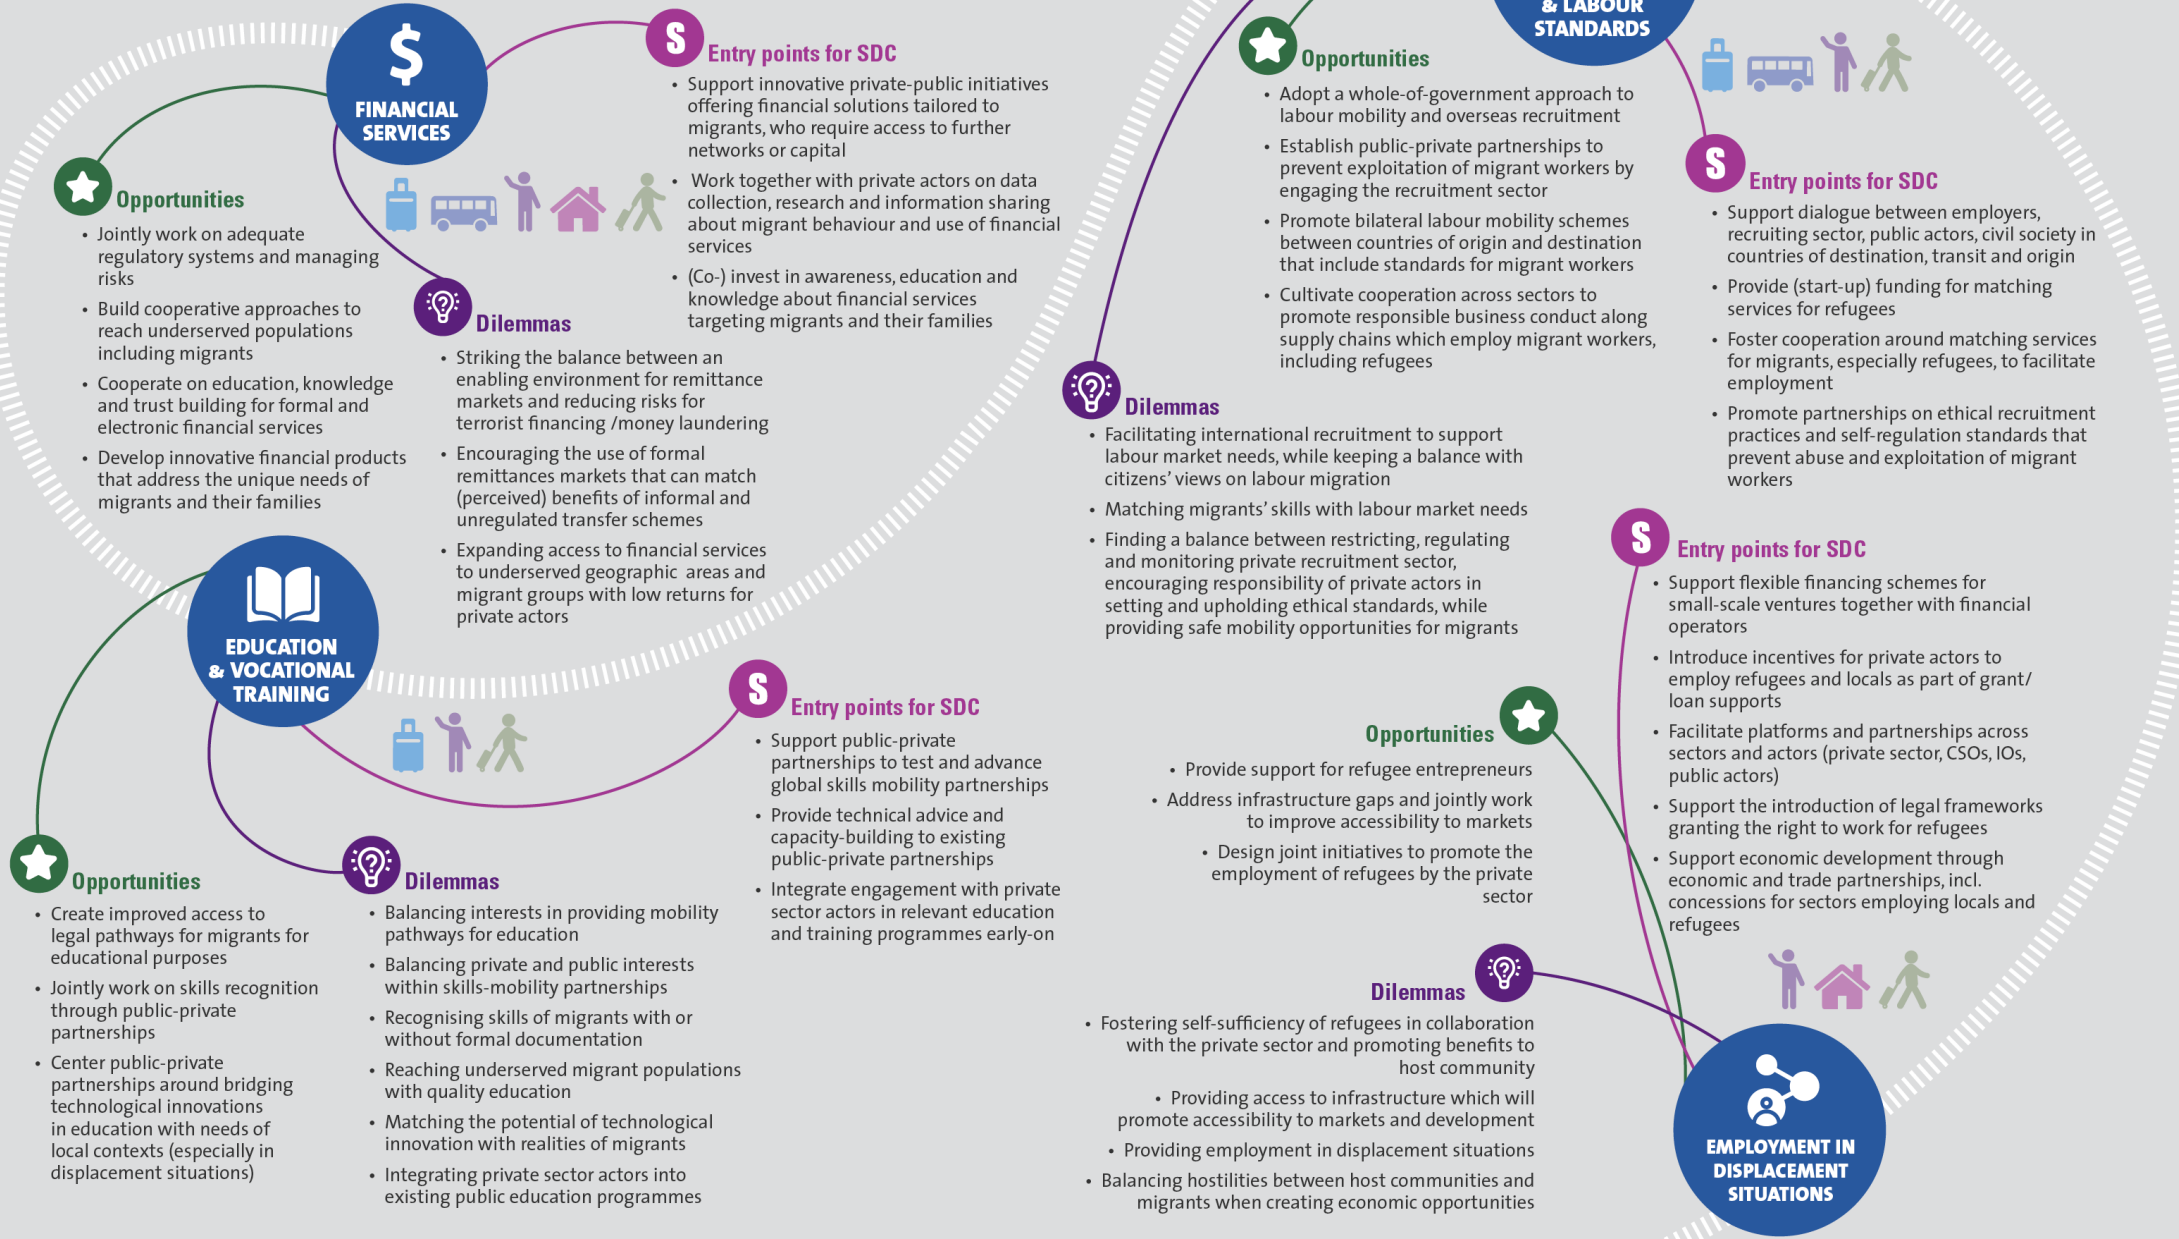 $
FINANCIAL
SERVICES
S
Entry points for SDC
• Support innovative private-public initiatives
offering financial solutions tailored to
migrants, who require access to further
networks or capital
• Work together with private actors on data
collection, research and information sharing
about migrant behaviour and use of financial
services
• (Co-) invest in awareness, education and
knowledge about financial services
targeting migrants and their families
Opportunities
• Jointly work on adequate
regulatory systems and managing
risks
• Build cooperative approaches to
reach underserved populations
including migrants
• Cooperate on education, knowledge
and trust building for formal and
electronic financial services
• Develop innovative financial products
that address the unique needs of
migrants and their families
?
Dilemmas
• Striking the balance between an
enabling environment for remittance
markets and reducing risks for
terrorist financing /money laundering
• Encouraging the use of formal
remittances markets that can match
(perceived) benefits of informal and
unregulated transfer schemes
• Expanding access to financial services
to underserved geographic areas and
migrant groups with low returns for
private actors
EDUCATION
& VOCATIONAL
TRAINING
S
Entry points for SDC
• Support public-private
partnerships to test and advance
global skills mobility partnerships
• Provide technical advice and
capacity-building to existing
public-private partnerships
• Integrate engagement with private
sector actors in relevant education
and training programmes early-on
Opportunities
• Create improved access to
legal pathways for migrants for
educational purposes
• Jointly work on skills recognition
through public-private
partnerships
• Center public-private
partnerships around bridging
technological innovations
in education with needs of
local contexts (especially in
displacement situations)
?
Dilemmas
• Balancing interests in providing mobility
pathways for education
• Balancing private and public interests
within skills-mobility partnerships
• Recognising skills of migrants with or
without formal documentation
• Reaching underserved migrant populations
with quality education
• Matching the potential of technological
innovation with realities of migrants
• Integrating private sector actors into
existing public education programmes
& LABOUR
STANDARDS
Opportunities
• Adopt a whole-of-government approach to
labour mobility and overseas recruitment
• Establish public-private partnerships to
prevent exploitation of migrant workers by
engaging the recruitment sector
• Promote bilateral labour mobility schemes
between countries of origin and destination
that include standards for migrant workers
• Cultivate cooperation across sectors to
promote responsible business conduct along
supply chains which employ migrant workers,
including refugees
S
Entry points for SDC
• Support dialogue between employers,
recruiting sector, public actors, civil society in
countries of destination, transit and origin
• Provide (start-up) funding for matching
services for refugees
• Foster cooperation around matching services
for migrants, especially refugees, to facilitate
employment
• Promote partnerships on ethical recruitment
practices and self-regulation standards that
prevent abuse and exploitation of migrant
workers
?
Dilemmas
• Facilitating international recruitment to support
labour market needs, while keeping a balance with
citizens’ views on labour migration
• Matching migrants’ skills with labour market needs
• Finding a balance between restricting, regulating
and monitoring private recruitment sector,
encouraging responsibility of private actors in
setting and upholding ethical standards, while
providing safe mobility opportunities for migrants
S
Entry points for SDC
• Support flexible financing schemes for
small-scale ventures together with financial
operators
• Introduce incentives for private actors to
employ refugees and locals as part of grant/
loan supports
• Facilitate platforms and partnerships across
sectors and actors (private sector, CSOs, IOs,
public actors)
• Support the introduction of legal frameworks
granting the right to work for refugees
• Support economic development through
economic and trade partnerships, incl.
concessions for sectors employing locals and
refugees
Opportunities
• Provide support for refugee entrepreneurs
• Address infrastructure gaps and jointly work
to improve accessibility to markets
• Design joint initiatives to promote the
employment of refugees by the private
sector
?
Dilemmas
• Fostering self-sufficiency of refugees in collaboration
with the private sector and promoting benefits to
host community
• Providing access to infrastructure which will
promote accessibility to markets and development
• Providing employment in displacement situations
• Balancing hostilities between host communities and
migrants when creating economic opportunities
EMPLOYMENT IN
DISPLACEMENT
SITUATIONS